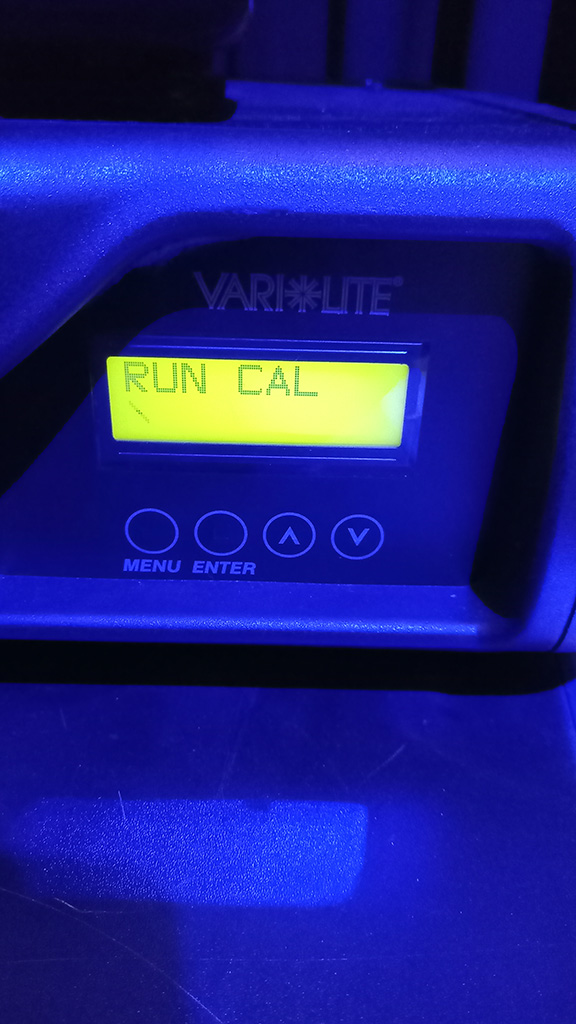 VARI*LITE®
RUN CAL
\
MENU ENTER